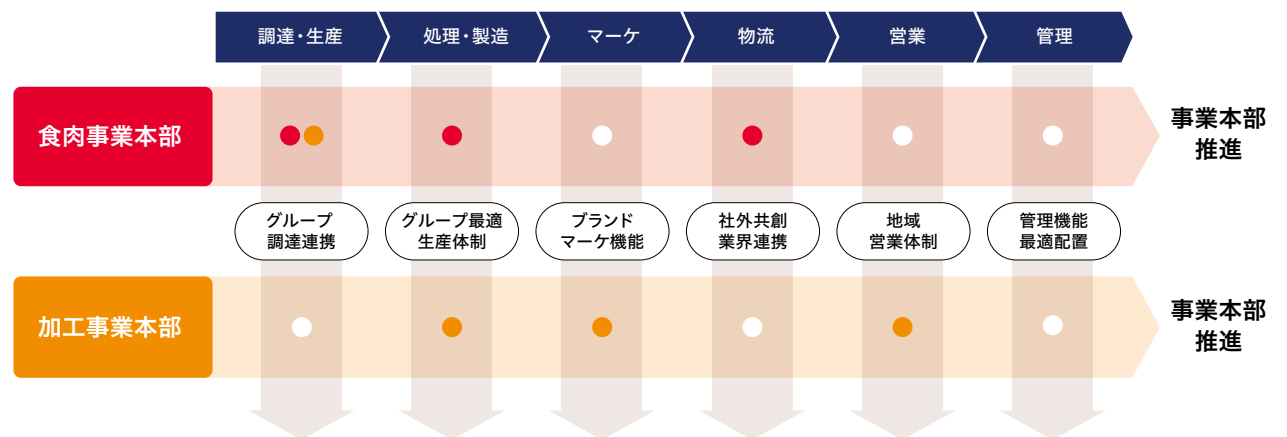 調達・生産
処理・製造
マーケ
物流
営業
管理
食肉事業本部
事業本部
推進
グループ
調達連携
グループ最適
生産体制
ブランド
マーケ機能
社外共創
業界連携
地域
営業体制
管理機能
最適配置
加工事業本部
事業本部
推進